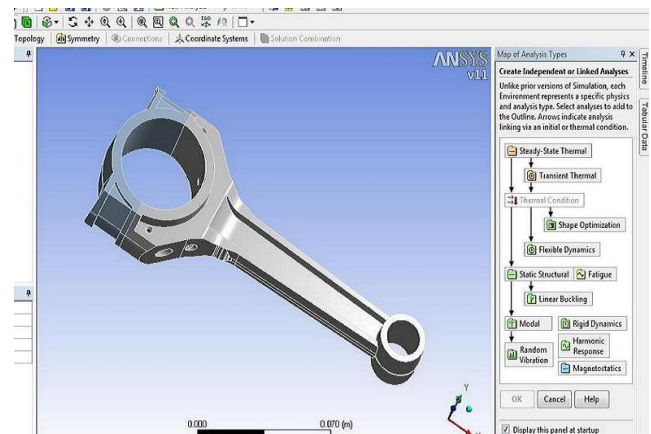 Topology
Symmetry
Connections
Coordinate Systems
Solution Combination
ANSYS
v11
0.000
0.070 (m)
Y
Map of Analysis Types
Create Independent or Linked Analyses
Unlike prior versions of Simulation, each
Environment represents a specific physics
and analysis type. Select analyses to add to
the Outline. Arrows indicate analysis
linking via an initial or thermal condition.
Steady-State Thermal
Transient Thermal
Thermal Condition
Shape Optimization
Flexible Dynamics
Static Structural
Fatigue
Linear Buckling
Modal
Rigid Dynamics
Random
Vibration
Harmonic
Response
Magnetostatics
OK
Cancel
Help
Display this panel at startup
Timeline
Tabular Data